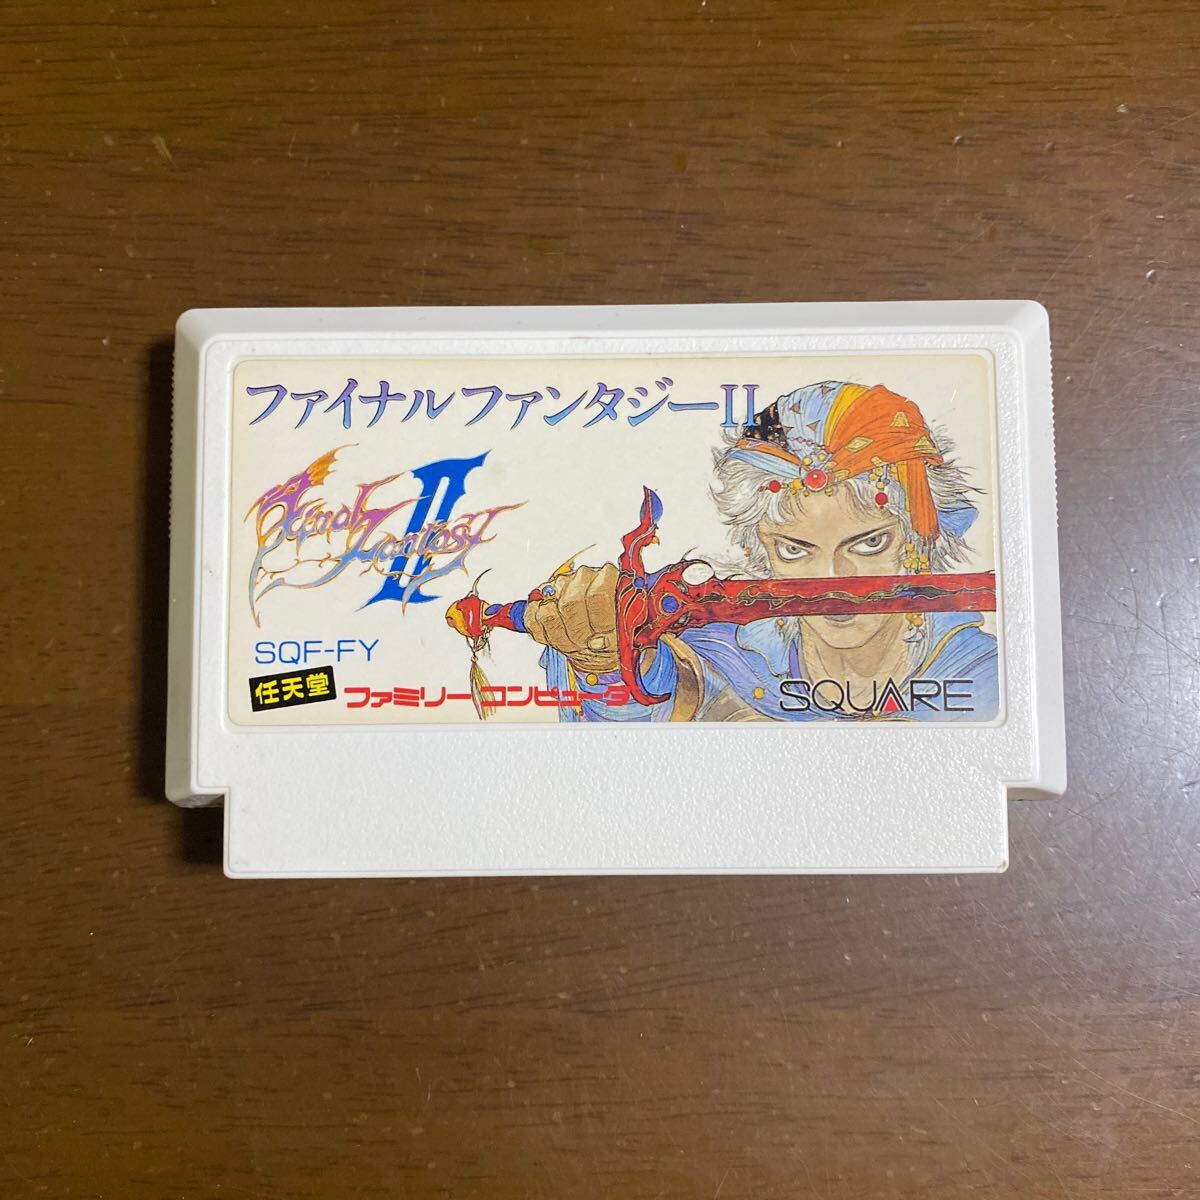 ファイナルファンタジーII
Final Fantasy II
SQF-FY
任天堂 ファミリーコンピュータ
SQUARE